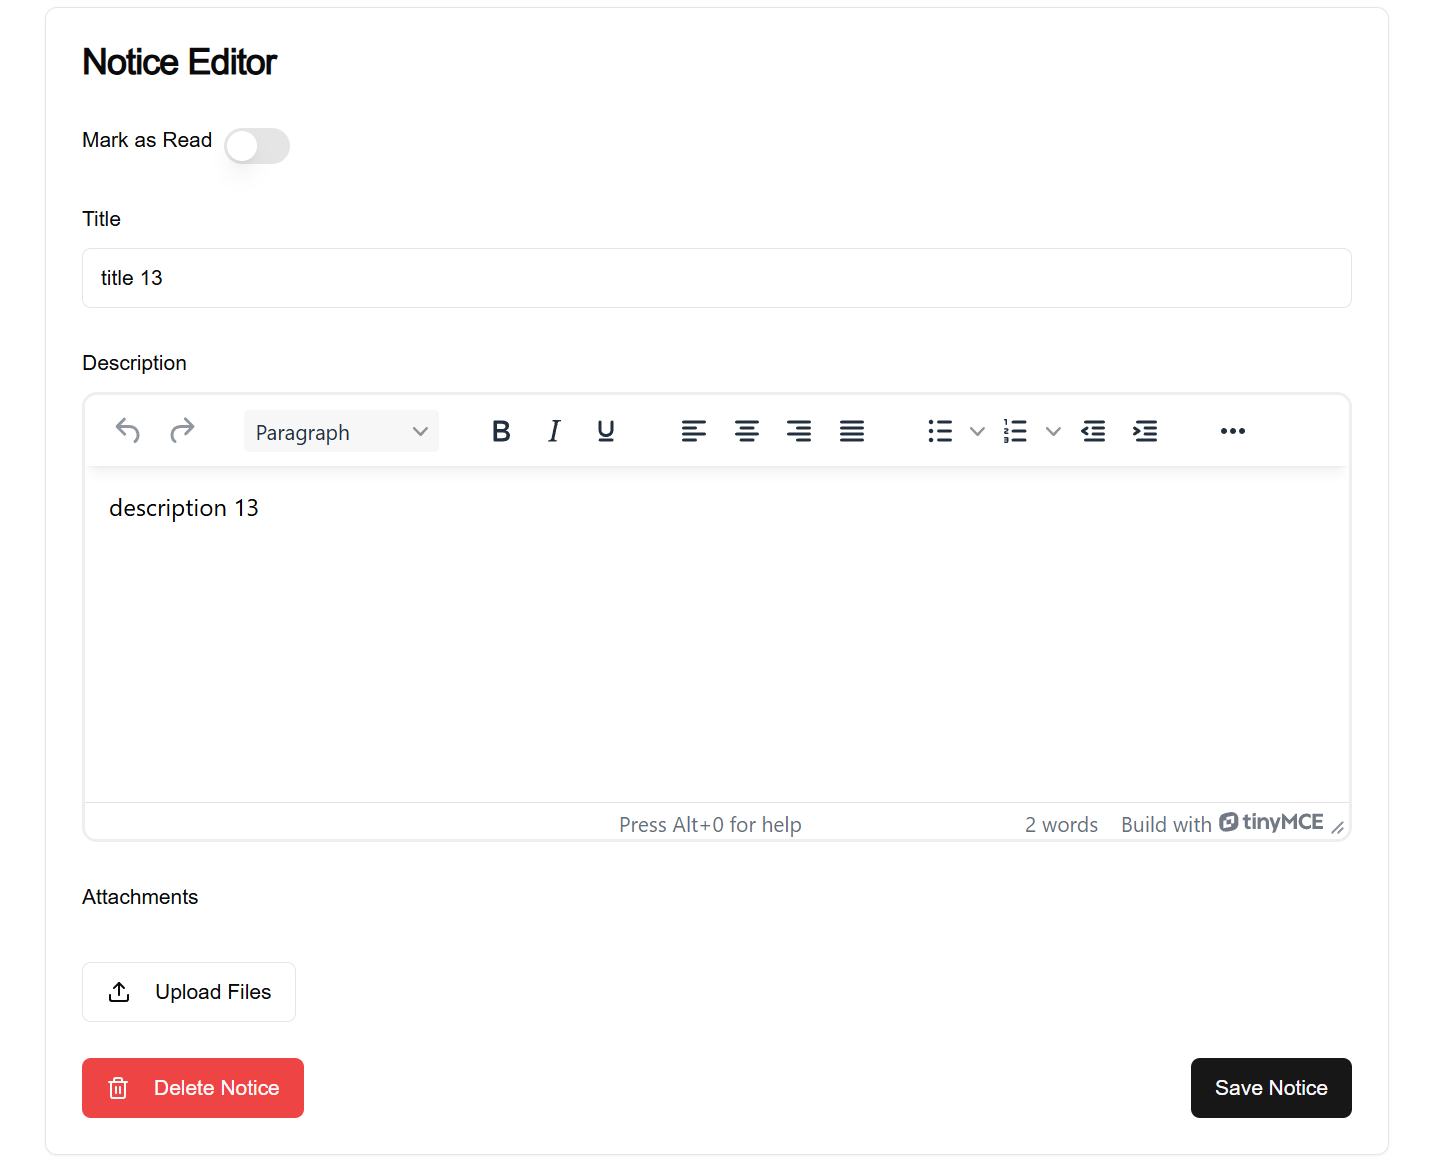 Notice Editor
Mark as Read
Title
title 13
Description
Paragraph
description 13
Press Alt+0 for help 2 words Build with tinyMCE
Attachments
Upload Files
Delete Notice Save Notice